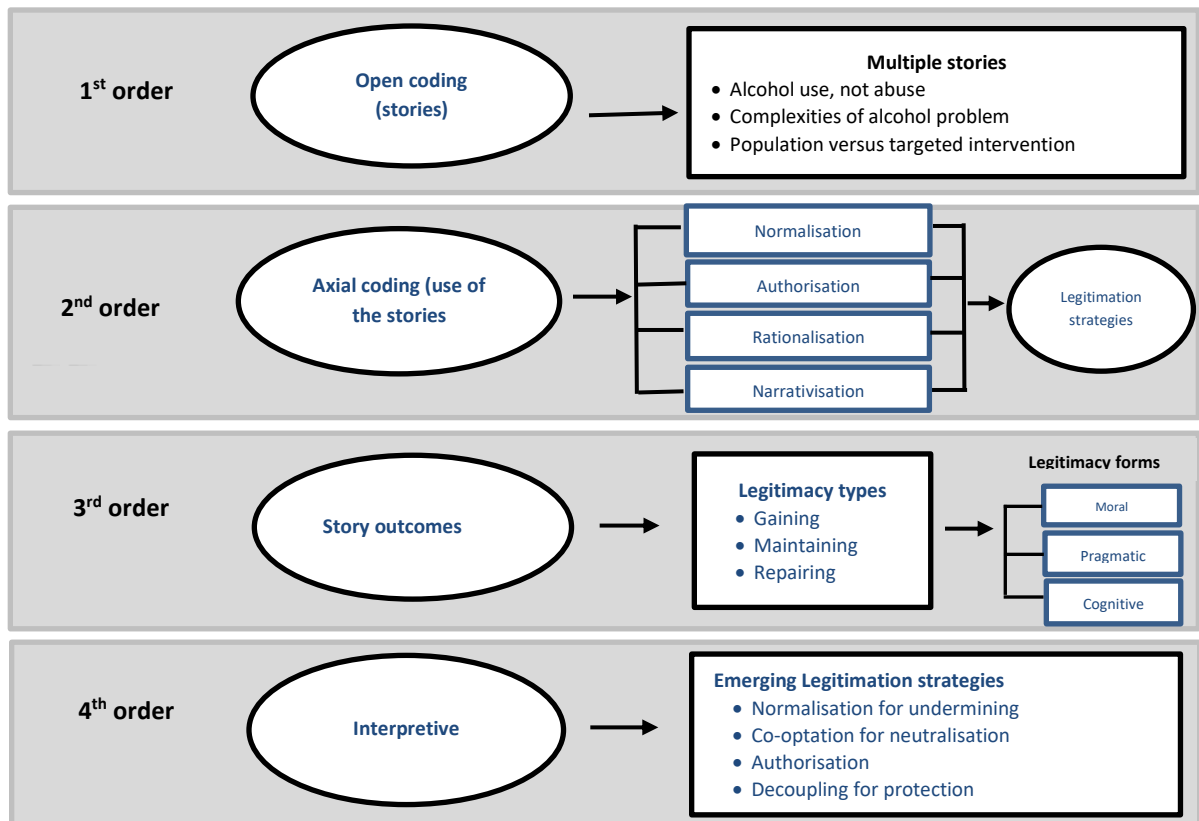 1st order
Open coding
(stories)
Multiple stories
• Alcohol use, not abuse
• Complexities of alcohol problem
• Population versus targeted intervention
2nd order
Axial coding (use of
the stories
Normalisation
Authorisation
Rationalisation
Narrativisation
Legitimation
strategies
3rd order
Story outcomes
Legitimacy types
• Gaining
• Maintaining
• Repairing
Legitimacy forms
Moral
Pragmatic
Cognitive
4th order
Interpretive
Emerging Legitimation strategies
• Normalisation for undermining
• Co-optation for neutralisation
• Authorisation
• Decoupling for protection